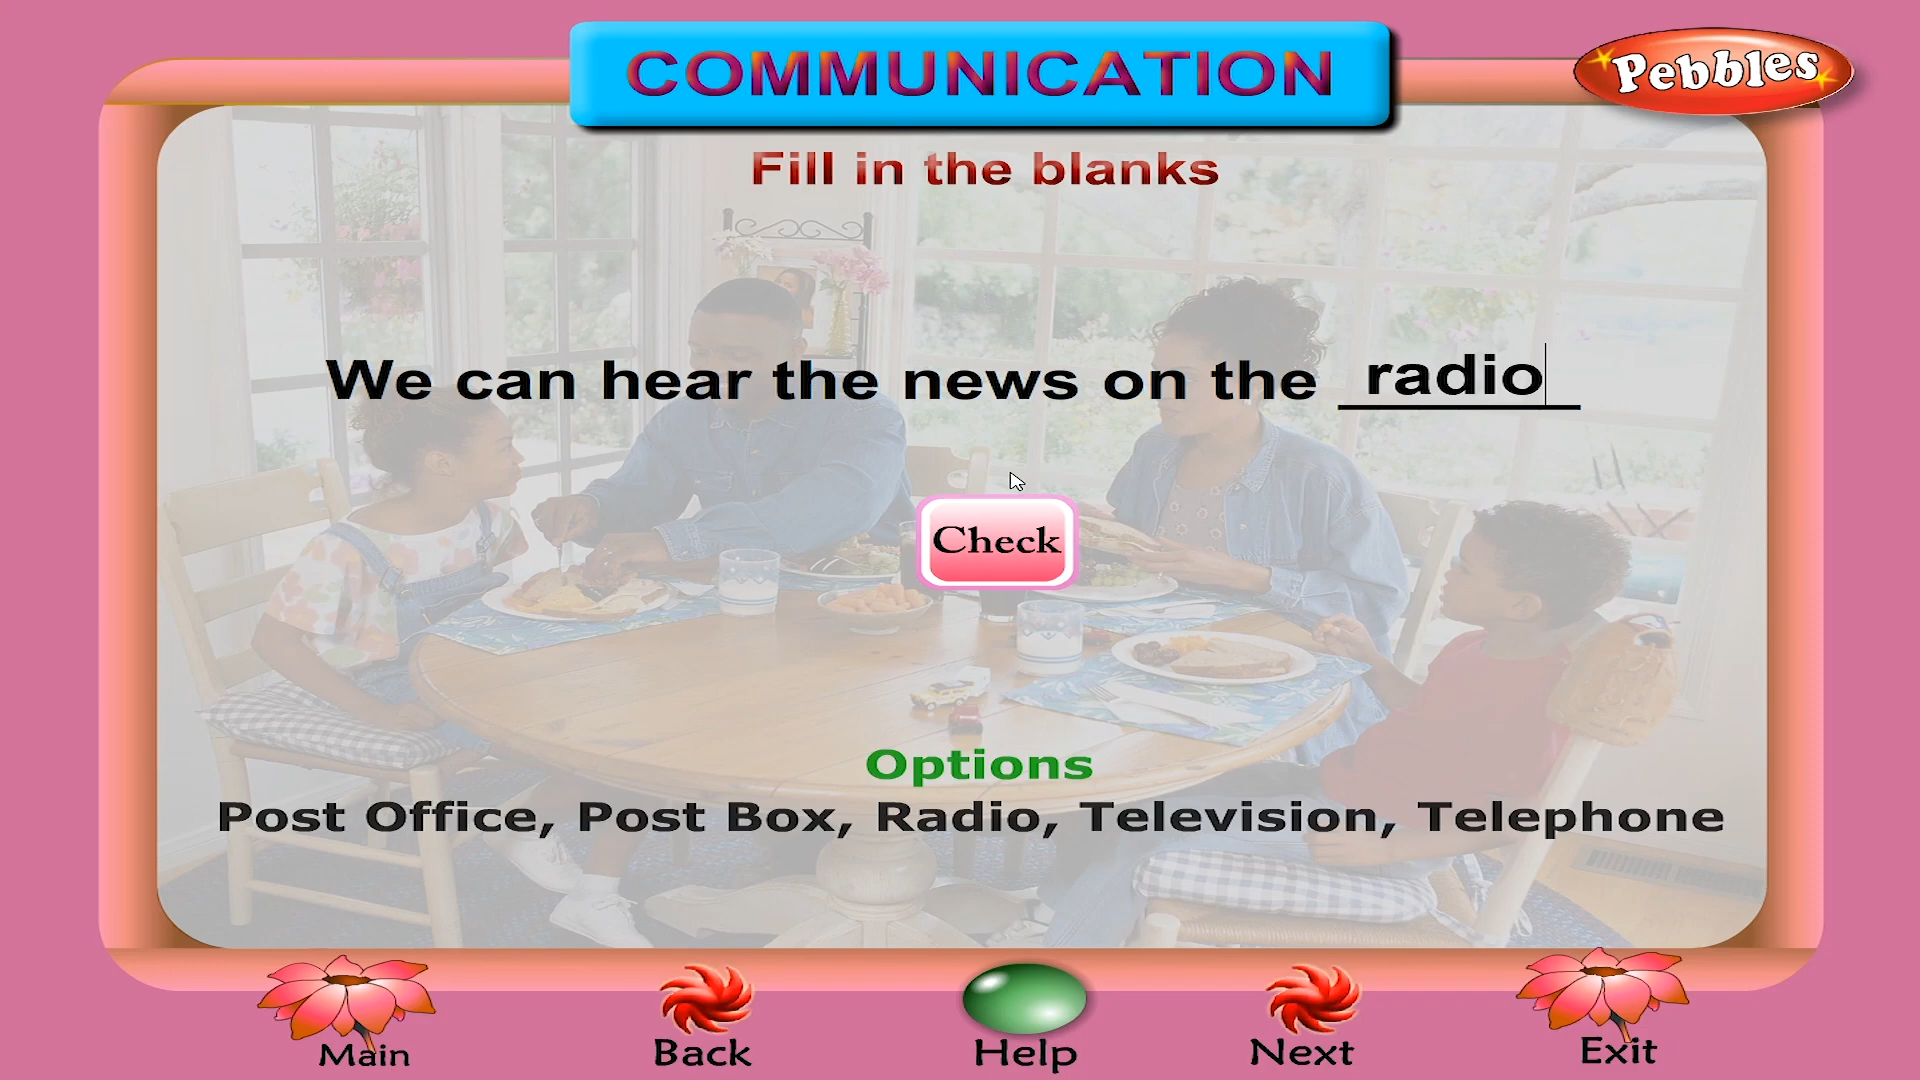 COMMUNICATION
Pebbles
Fill in the blanks
We can hear the news on the radio
Check
Options
Post Office, Post Box, Radio, Television, Telephone
Main
Back
Help
Next
Exit